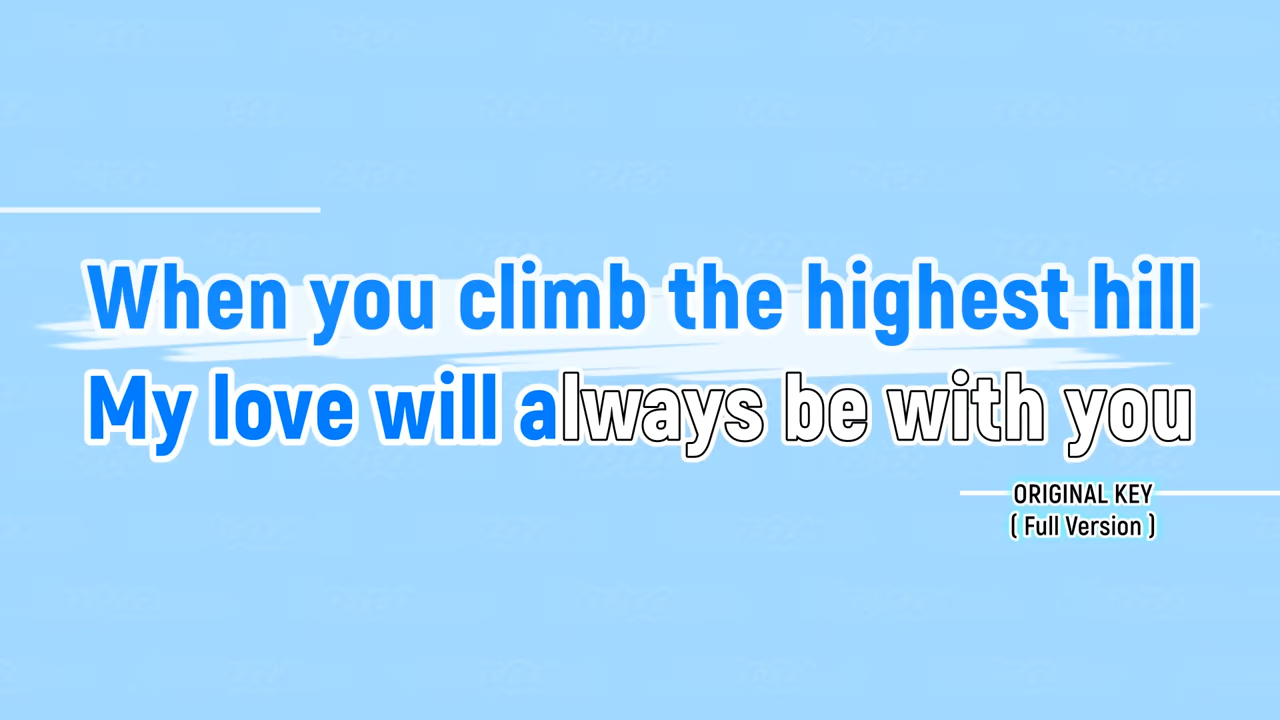 When you climb the highest hill
My love will always be with you
ORIGINAL KEY
( Full Version )